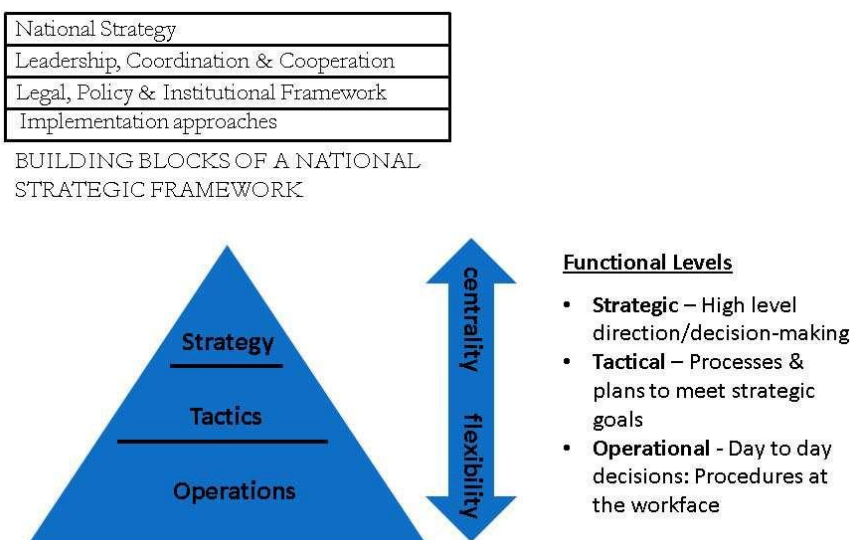 National Strategy
Leadership, Coordination & Cooperation
Legal, Policy & Institutional Framework
Implementation approaches
BUILDING BLOCKS OF A NATIONAL
STRATEGIC FRAMEWORK
Strategy
Tactics
Operations
centrality
flexibility
Functional Levels
• Strategic – High level
direction/decision-making
• Tactical – Processes &
plans to meet strategic
goals
• Operational - Day to day
decisions: Procedures at
the workface